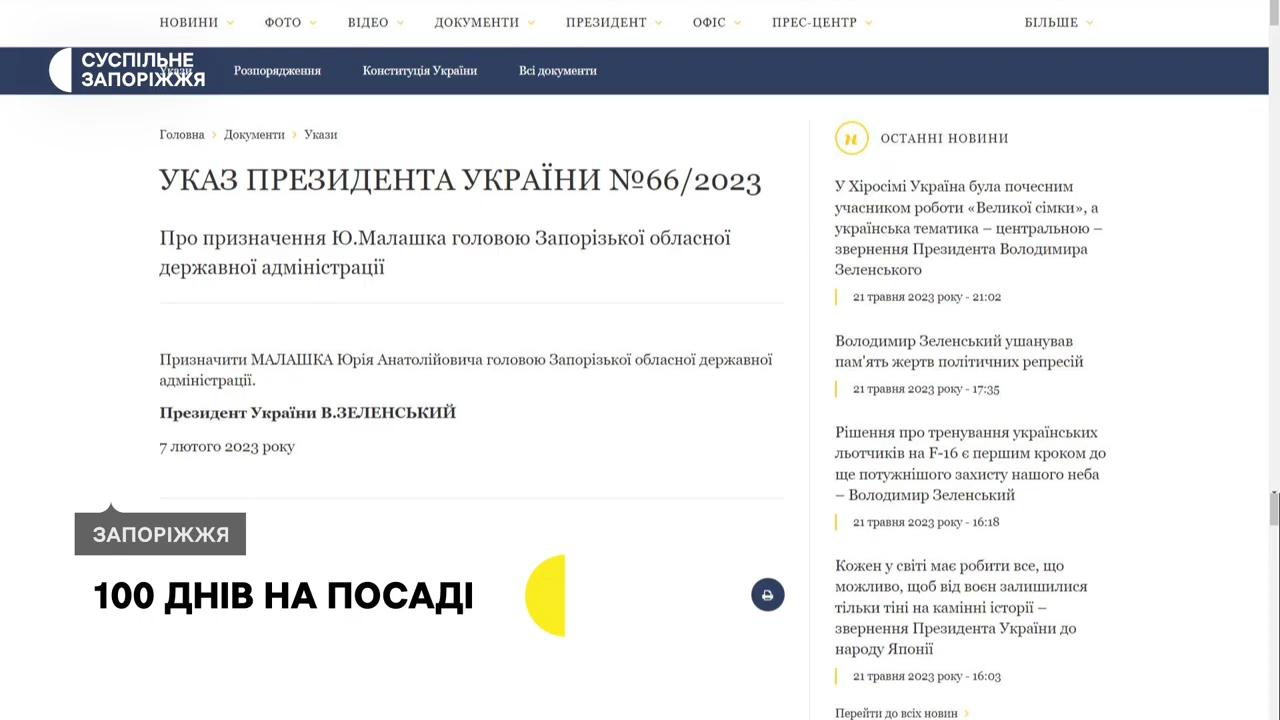 НОВИНИ ФОТО ВІДЕО ДОКУМЕНТИ ПРЕЗИДЕНТ ОФІС ПРЕС-ЦЕНТР БІЛЬШЕ
СУСПІЛЬНЕ
ЗАПОРІЖЖЯ
Укази Розпорядження Конституція України Всі документи
Головна Документи Укази
УКАЗ ПРЕЗИДЕНТА УКРАЇНИ №66/2023
Про призначення Ю.Малашка головою Запорізької обласної
державної адміністрації
Призначити МАЛАШКА Юрія Анатолійовича головою Запорізької обласної державної
адміністрації.
Президент України В.ЗЕЛЕНСЬКИЙ
7 лютого 2023 року
ЗАПОРІЖЖЯ
100 ДНІВ НА ПОСАДІ
ОСТАННІ НОВИНИ
У Хіросімі Україна була почесним
учасником роботи «Великої сімки», а
українська тематика – центральною –
звернення Президента Володимира
Зеленського
21 травня 2023 року - 21:02
Володимир Зеленський ушанував
пам'ять жертв політичних репресій
21 травня 2023 року - 17:35
Рішення про тренування українських
льотчиків на F-16 є першим кроком до
ще потужнішого захисту нашого неба
– Володимир Зеленський
21 травня 2023 року - 16:18
Кожен у світі має робити все, що
можливо, щоб від воєн залишилися
тільки тіні на камінні історії –
звернення Президента України до
народу Японії
21 травня 2023 року - 16:03
Перейти до всіх новин